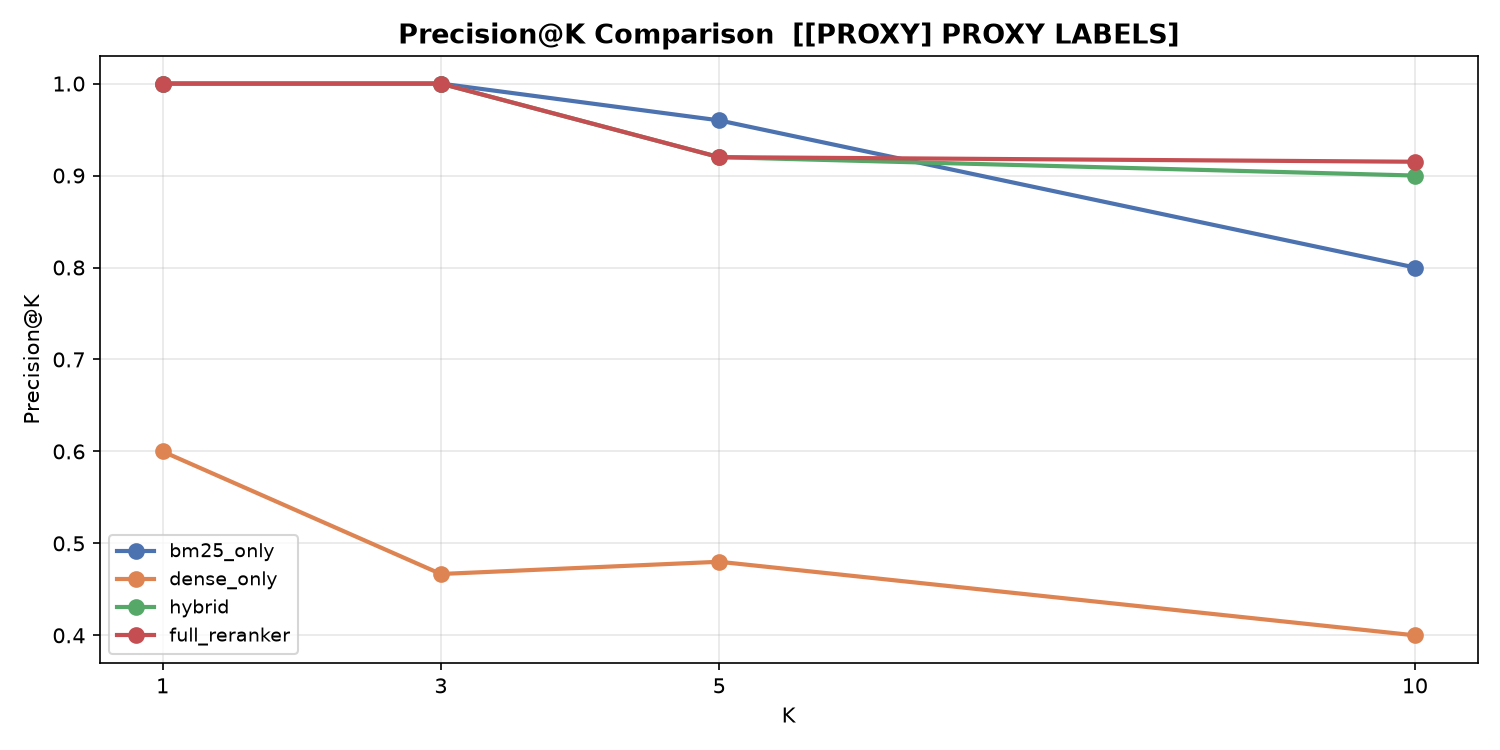 Precision@K Comparison  [[PROXY] PROXY LABELS]
Precision@K
1.0
0.9
0.8
0.7
0.6
0.5
0.4
bm25_only
dense_only
hybrid
full_reranker
1 3 5 10
K